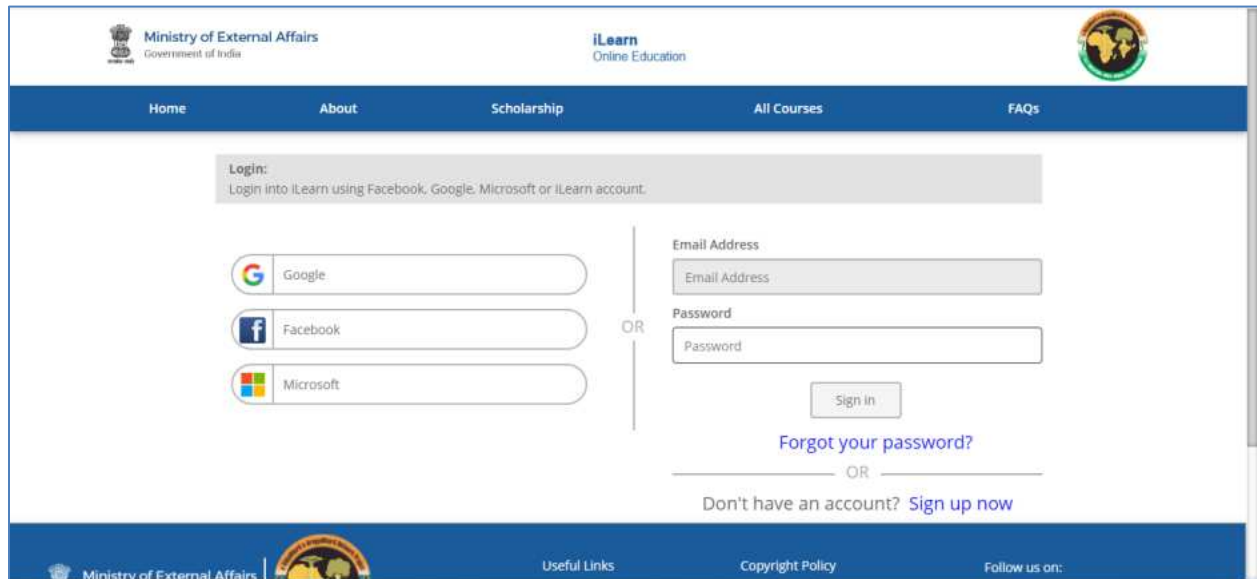 Ministry of External Affairs
Government of India
iLearn
Online Education
Home About Scholarship All Courses FAQs
Login:
Login into iLearn using Facebook, Google, Microsoft or iLearn account.
Google
Facebook
Microsoft
OR
Email Address
Email Address
Password
Password
Sign in
Forgot your password?
OR
Don't have an account? Sign up now
Ministry of External Affairs
Useful Links
Copyright Policy
Follow us on: